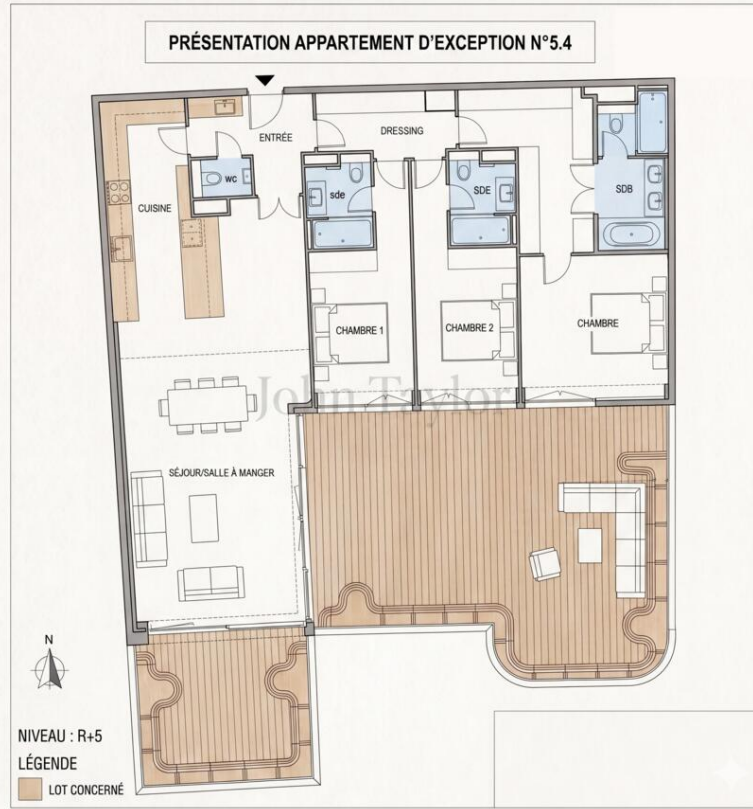 PRÉSENTATION APPARTEMENT D'EXCEPTION N°5.4
ENTRÉE
DRESSING
CUISINE
wc
sde
SDE
SDB
CHAMBRE 1
CHAMBRE 2
CHAMBRE
John Taylor
SÉJOUR/SALLE À MANGER
N
NIVEAU : R+5
LÉGENDE
LOT CONCERNÉ